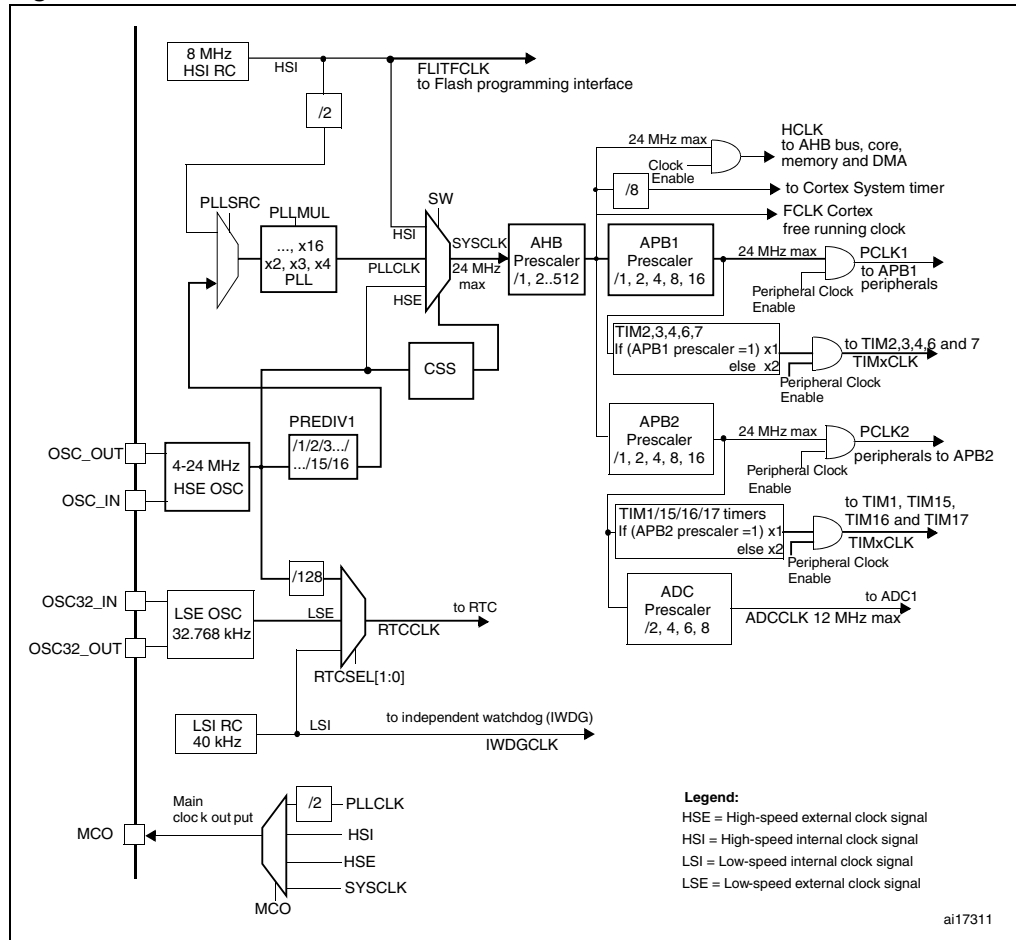 8 MHz
HSI RC
HSI
FLITFCLK
to Flash programming interface
/2
HCLK
to AHB bus, core,
memory and DMA
24 MHz max
Clock
Enable
/8
to Cortex System timer
FCLK Cortex
free running clock
PLLSRC
PLLMUL
..., x16
x2, x3, x4
PLL
SW
HSI
PLLCLK
HSE
SYSCLK
24 MHz
max
AHB
Prescaler
/1, 2..512
APB1
Prescaler
/1, 2, 4, 8, 16
24 MHz max
PCLK1
to APB1
peripherals
Peripheral Clock
Enable
TIM2,3,4,6,7
If (APB1 prescaler =1) x1
else x2
to TIM2,3,4,6 and 7
TIMxCLK
Peripheral Clock
Enable
CSS
PREDIV1
/1/2/3.../
.../15/16
OSC_OUT
OSC_IN
4-24 MHz
HSE OSC
APB2
Prescaler
/1, 2, 4, 8, 16
24 MHz max
PCLK2
peripherals to APB2
Peripheral Clock
Enable
TIM1/15/16/17 timers
If (APB2 prescaler =1) x1
else x2
to TIM1, TIM15,
TIM16 and TIM17
TIMxCLK
Peripheral Clock
Enable
ADC
Prescaler
/2, 4, 6, 8
to ADC1
ADCCLK 12 MHz max
/128
OSC32_IN
OSC32_OUT
LSE OSC
32.768 kHz
LSE
to RTC
RTCCLK
RTCSEL[1:0]
LSI RC
40 kHz
LSI
to independent watchdog (IWDG)
IWDGCLK
Main
cloc k out put
MCO
/2
PLLCLK
HSI
HSE
SYSCLK
MCO
Legend:
HSE = High-speed external clock signal
HSI = High-speed internal clock signal
LSI = Low-speed internal clock signal
LSE = Low-speed external clock signal
ai17311